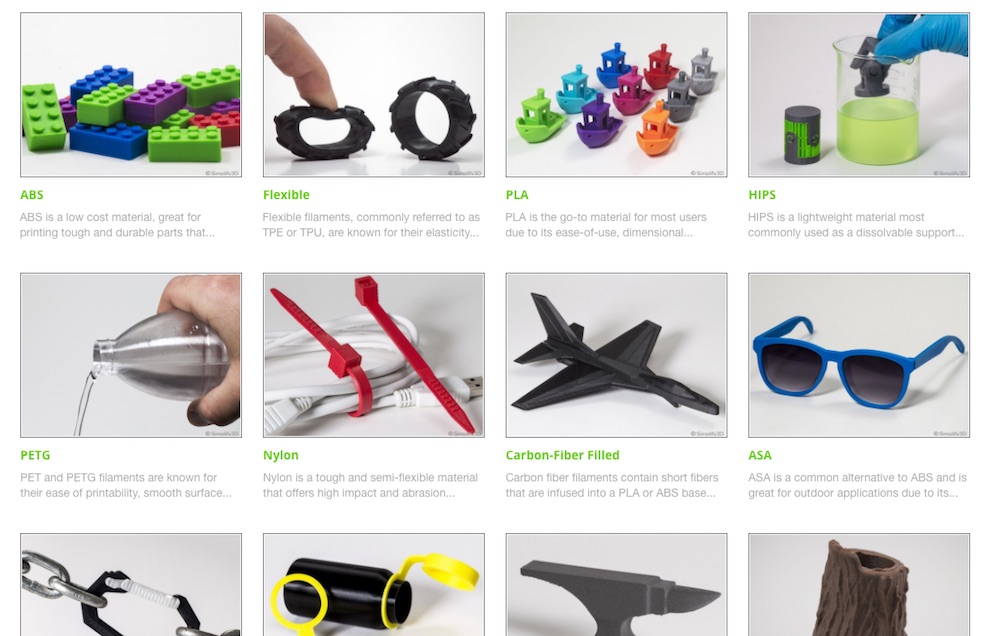 © Simplify3D
© Simplify3D
© Simplify3D
© Simplify3D
ABS
ABS is a low cost material, great for
printing tough and durable parts that...
Flexible
Flexible filaments, commonly referred to as
TPE or TPU, are known for their elasticity...
PLA
PLA is the go-to material for most users
due to its ease-of-use, dimensional...
HIPS
HIPS is a lightweight material most
commonly used as a dissolvable support...
© Simplify3D
© Simplify3D
© Simplify3D
© Simplify3D
PETG
PET and PETG filaments are known for
their ease of printability, smooth surface...
Nylon
Nylon is a tough and semi-flexible material
that offers high impact and abrasion...
Carbon-Fiber Filled
Carbon fiber filaments contain short fibers
that are infused into a PLA or ABS base...
ASA
ASA is a common alternative to ABS and is
great for outdoor applications due to its...